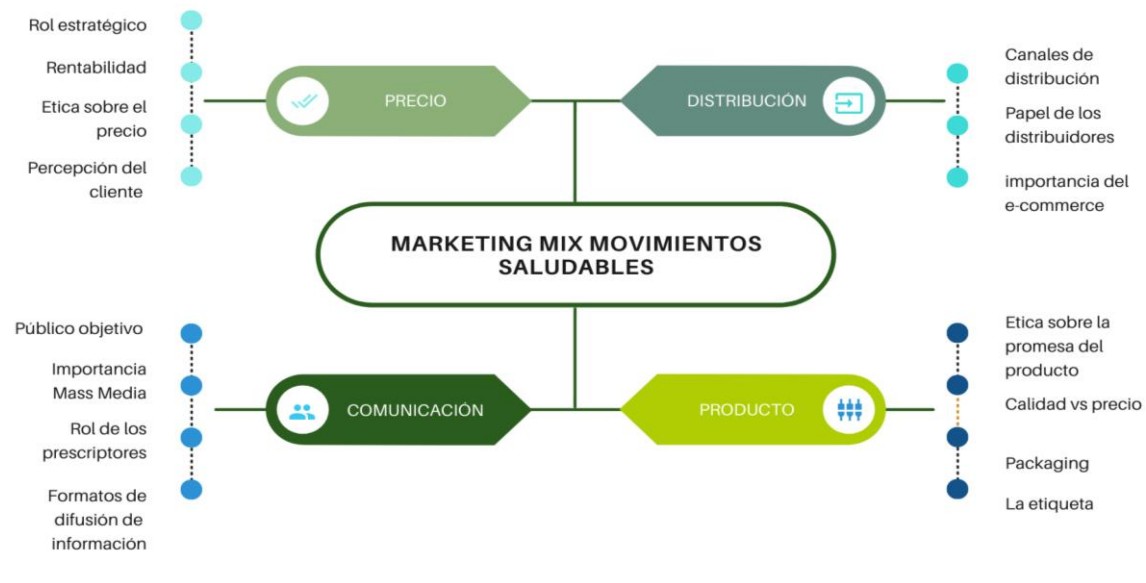 Rol estratégico
Rentabilidad
Etica sobre el
precio
Percepción del
cliente
PRECIO
DISTRIBUCIÓN
Canales de
distribución
Papel de los
distribuidores
importancia del
e-commerce
MARKETING MIX MOVIMIENTOS
SALUDABLES
Público objetivo
Importancia
Mass Media
Rol de los
prescriptores
Formatos de
difusión de
información
COMUNICACIÓN
PRODUCTO
Etica sobre la
promesa del
producto
Calidad vs precio
Packaging
La etiqueta